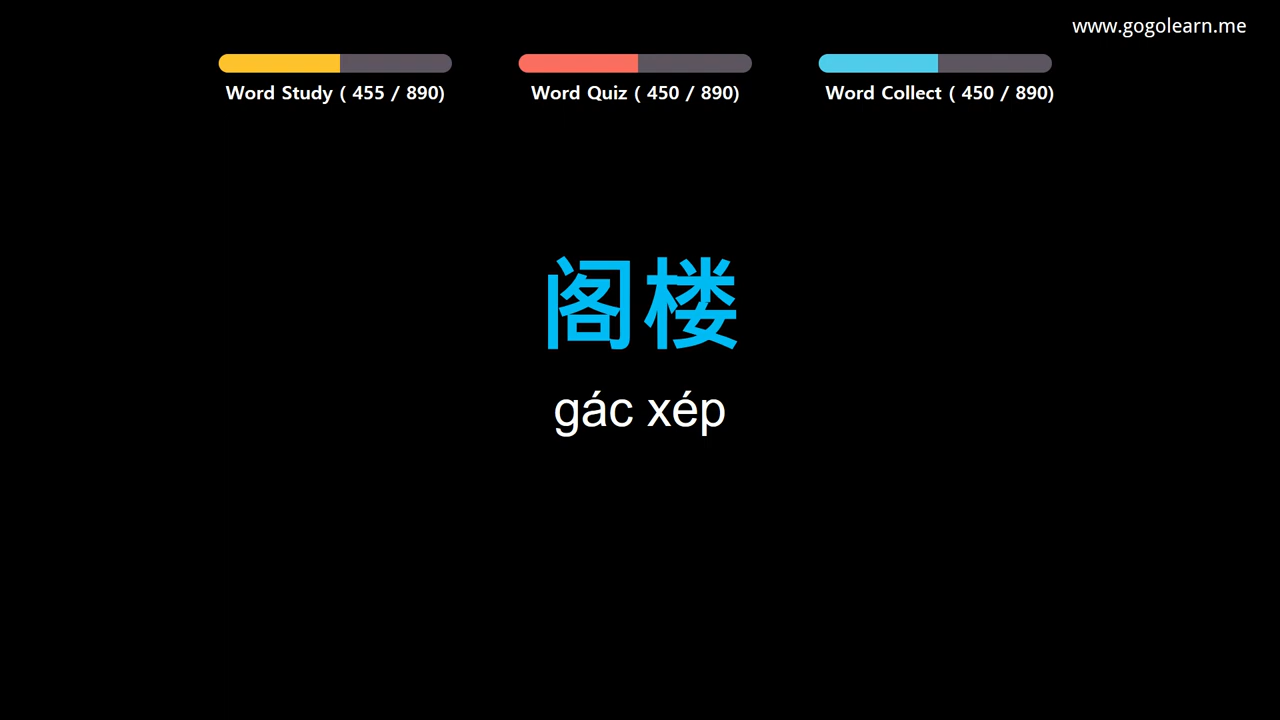 www.gogolearn.me
Word Study ( 455 / 890)
Word Quiz ( 450 / 890)
Word Collect ( 450 / 890)
阁楼
gác xép